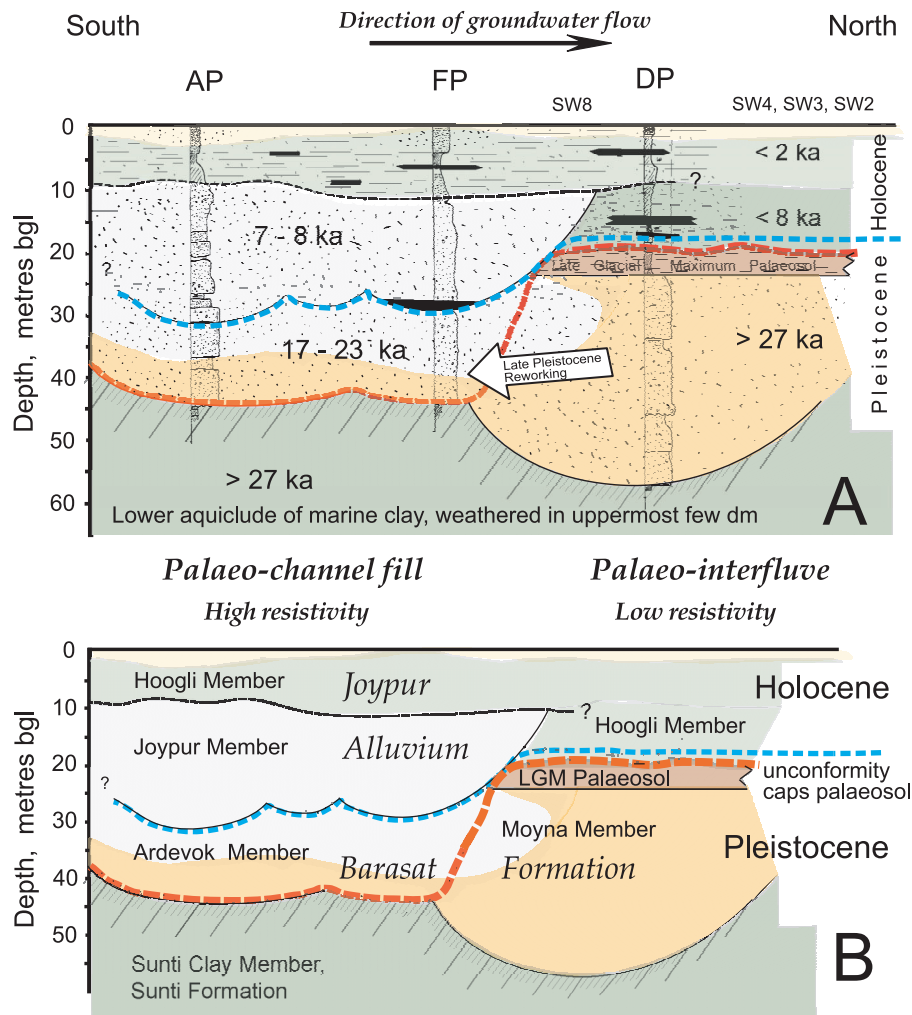 South
Direction of groundwater flow
North
AP
FP
DP
SW8
SW4, SW3, SW2
Depth, metres bgl
0
10
20
30
40
50
60
< 2 ka
?
< 8 ka
7 - 8 ka
?
Late Glacial Maximum Palaeosol
17 - 23 ka
> 27 ka
Late Pleistocene
Reworking
> 27 ka
Lower aquiclude of marine clay, weathered in uppermost few dm
Holocene
Pleistocene
A
Palaeo-channel fill
Palaeo-interfluve
High resistivity
Low resistivity
Depth, metres bgl
0
10
20
30
40
50
Hoogli Member
Joypur
Holocene
?
Hoogli Member
Joypur Member
Alluvium
?
LGM Palaeosol
unconformity
caps palaeosol
Moyna Member
Ardevok Member
Barasat Formation
Pleistocene
Sunti Clay Member,
Sunti Formation
B